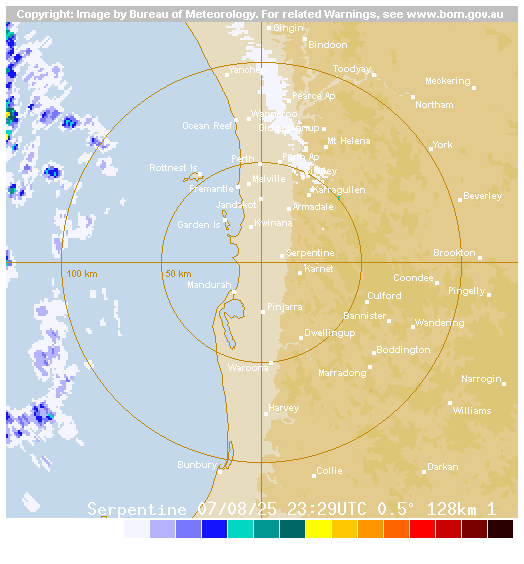 Copyright: Image by Bureau of Meteorology. For related Warnings, see www.bom.gov.au
Gingin
Bindoon
Yanchep
Toodyay
Meckering
Pearce Ap
Northam
Wanneroo
Ocean Reef
Mt Helena
York
Perth
Perth Ap
Rottnest Is
Melville
Fremantle
Karragullen
Beverley
Jandakot
Armadale
Garden Is
Kwinana
Serpentine
Brookton
100 km
50 km
Karnet
Coondee
Mandurah
Pingelly
Culford
Pinjarra
Bannister
Wandering
Dwellingup
Boddington
Waroona
Marradong
Narrogin
Harvey
Williams
Bunbury
Collie
Darkan
Serpentine 07/08/25 23:29UTC 0.5° 128km 1